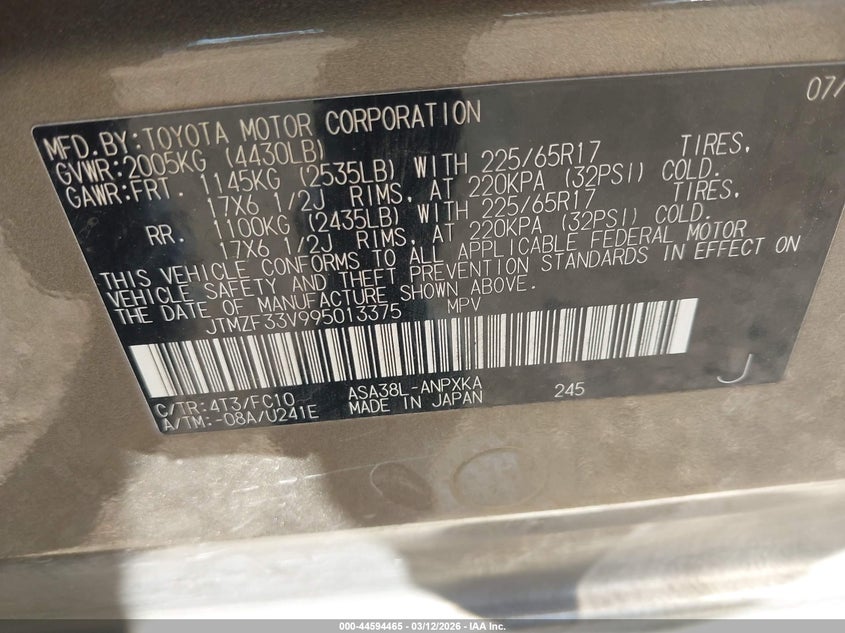 07/
MFD.BY:TOYOTA MOTOR CORPORATION
GVWR:2005KG (4430LB)
GAWR:FRT. 1145KG (2535LB) WITH 225/65R17 TIRES,
17X6 1/2J RIMS, AT 220KPA (32PSI) COLD.
RR. 1100KG (2435LB) WITH 225/65R17 TIRES,
17X6 1/2J RIMS, AT 220KPA (32PSI) COLD.
THIS VEHICLE CONFORMS TO ALL APPLICABLE FEDERAL MOTOR
VEHICLE SAFETY AND THEFT PREVENTION STANDARDS IN EFFECT ON
THE DATE OF MANUFACTURE SHOWN ABOVE.
JTMZF33V995013375 MPV
C/TR:4T3/FC10 ASA38L-ANPXKA 245
A/TM:-08A/U241E MADE IN JAPAN
J
000-44594465 - 03/12/2026 - IAA Inc.